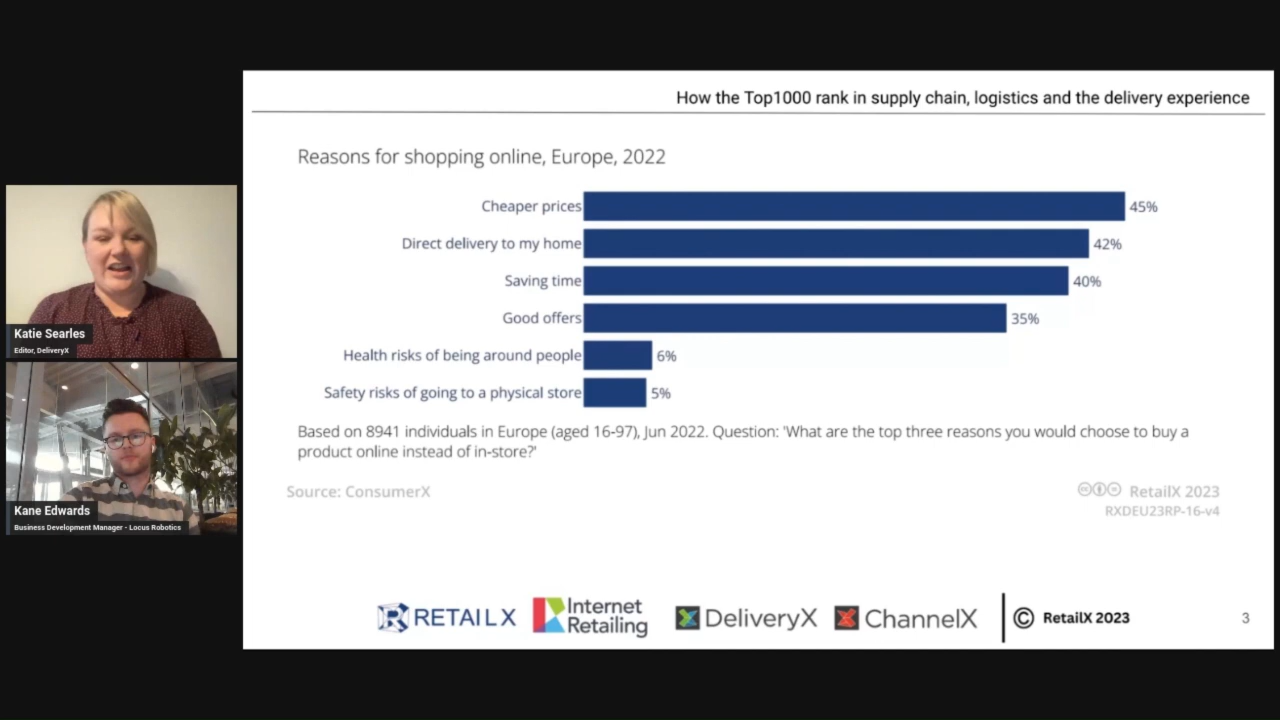 How the Top1000 rank in supply chain, logistics and the delivery experience
Reasons for shopping online, Europe, 2022
Cheaper prices 45%
Direct delivery to my home 42%
Saving time 40%
Good offers 35%
Health risks of being around people 6%
Safety risks of going to a physical store 5%
Based on 8941 individuals in Europe (aged 16-97), Jun 2022. Question: 'What are the top three reasons you would choose to buy a
product online instead of in-store?'
Source: ConsumerX
RetailX 2023
RXDEU23RP-16-v4
RETAIL X
Internet
Retailing
DeliveryX
ChannelX
© RetailX 2023
3
Katie Searles
Editor, DeliveryX
Kane Edwards
Business Development Manager - Locus Robotics